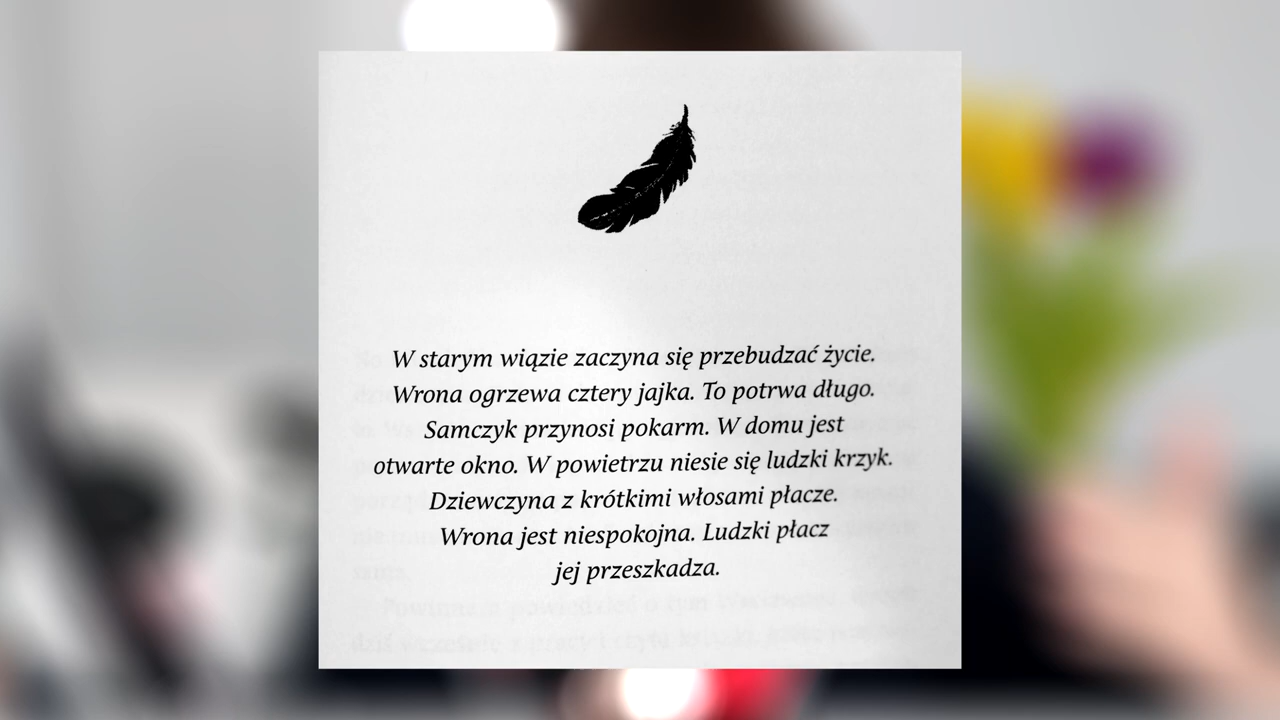 W starym wiązie zaczyna się przebudzać życie.
Wrona ogrzewa cztery jajka. To potrwa długo.
Samczyk przynosi pokarm. W domu jest
otwarte okno. W powietrzu niesie się ludzki krzyk.
Dziewczyna z krótkimi włosami płacze.
Wrona jest niespokojna. Ludzki płacz
jej przeszkadza.